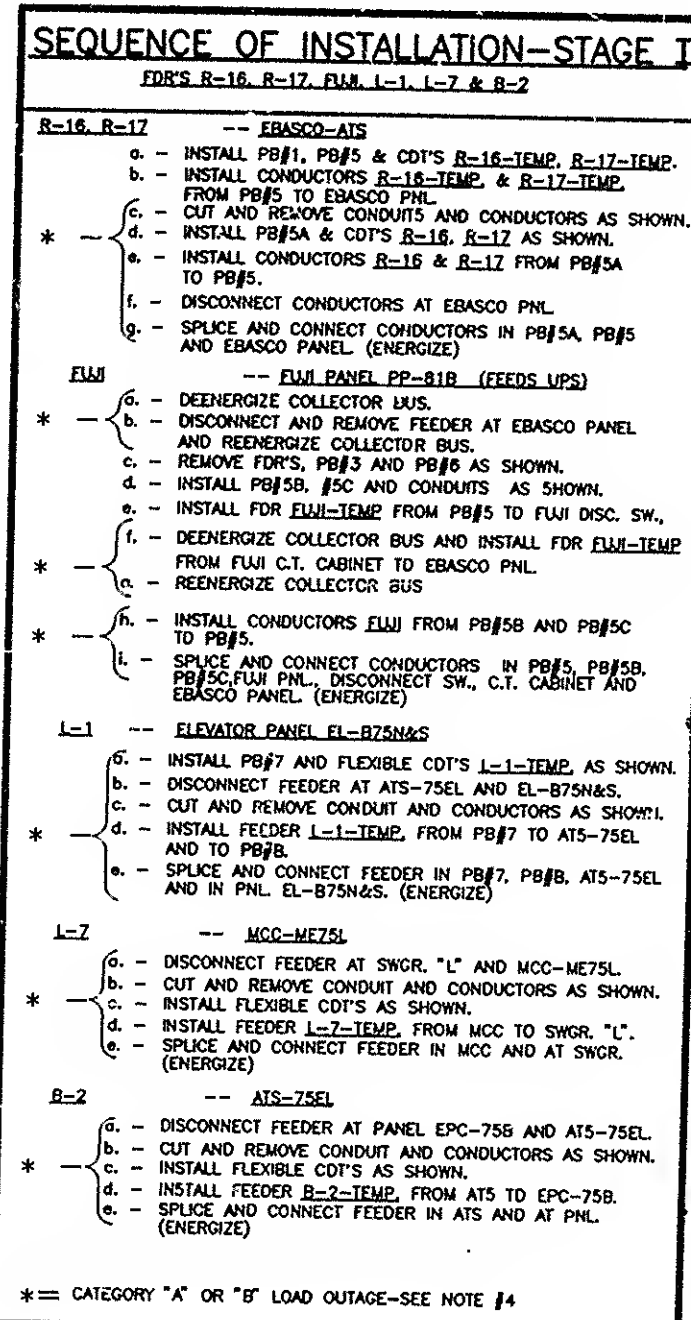 SEQUENCE OF INSTALLATION-STAGE I
FDR'S R-16, R-17, FUJI, L-1, L-7 & B-2
R-16, R-17 -- EBASCO-ATS
a. - INSTALL PB#1, PB#5 & CDT'S R-16-TEMP, R-17-TEMP.
b. - INSTALL CONDUCTORS R-16-TEMP, & R-17-TEMP,
FROM PB#5 TO EBASCO PNL.
c. - CUT AND REMOVE CONDUITS AND CONDUCTORS AS SHOWN.
* - d. - INSTALL PB#5A & CDT'S R-16, R-17 AS SHOWN.
e. - INSTALL CONDUCTORS R-16 & R-17 FROM PB#5A
TO PB#5.
f. - DISCONNECT CONDUCTORS AT EBASCO PNL
g. - SPLICE AND CONNECT CONDUCTORS IN PB#5A, PB#5
AND EBASCO PANEL. (ENERGIZE)
FUJI -- FUJI PANEL PP-81B (FEEDS UPS)
a. - DEENERGIZE COLLECTOR BUS.
* - b. - DISCONNECT AND REMOVE FEEDER AT EBASCO PANEL
AND REENERGIZE COLLECTOR BUS.
c. - REMOVE FDR'S, PB#3 AND PB#6 AS SHOWN.
d. - INSTALL PB#5B, #5C AND CONDUITS AS SHOWN.
e. - INSTALL FDR FUJI-TEMP FROM PB#5 TO FUJI DISC. SW.,
f. - DEENERGIZE COLLECTOR BUS AND INSTALL FDR FUJI-TEMP
* - FROM FUJI C.T. CABINET TO EBASCO PNL.
g. - REENERGIZE COLLECTOR BUS
h. - INSTALL CONDUCTORS FUJI FROM PB#5B AND PB#5C
* - TO PB#5.
i. - SPLICE AND CONNECT CONDUCTORS IN PB#5, PB#5B,
PB#5C,FUJI PNL., DISCONNECT SW., C.T. CABINET AND
EBASCO PANEL. (ENERGIZE)
L-1 -- ELEVATOR PANEL EL-B75N&S
a. - INSTALL PB#7 AND FLEXIBLE CDT'S L-1-TEMP, AS SHOWN.
b. - DISCONNECT FEEDER AT ATS-75EL AND EL-B75N&S.
c. - CUT AND REMOVE CONDUIT AND CONDUCTORS AS SHOWN.
* - d. - INSTALL FEEDER L-1-TEMP, FROM PB#7 TO ATS-75EL
AND TO PB#8.
e. - SPLICE AND CONNECT FEEDER IN PB#7, PB#8, ATS-75EL
AND IN PNL. EL-B75N&S. (ENERGIZE)
L-7 -- MCC-ME75L
a. - DISCONNECT FEEDER AT SWGR. "L" AND MCC-ME75L.
b. - CUT AND REMOVE CONDUIT AND CONDUCTORS AS SHOWN.
* - c. - INSTALL FLEXIBLE CDT'S AS SHOWN.
d. - INSTALL FEEDER L-7-TEMP, FROM MCC TO SWGR. "L".
e. - SPLICE AND CONNECT FEEDER IN MCC AND AT SWGR.
(ENERGIZE)
B-2 -- ATS-75EL
a. - DISCONNECT FEEDER AT PANEL EPC-75B AND ATS-75EL.
b. - CUT AND REMOVE CONDUIT AND CONDUCTORS AS SHOWN.
* - c. - INSTALL FLEXIBLE CDT'S AS SHOWN.
d. - INSTALL FEEDER B-2-TEMP, FROM ATS TO EPC-75B.
e. - SPLICE AND CONNECT FEEDER IN ATS AND AT PNL.
(ENERGIZE)
*= CATEGORY "A" OR "B" LOAD OUTAGE-SEE NOTE #4